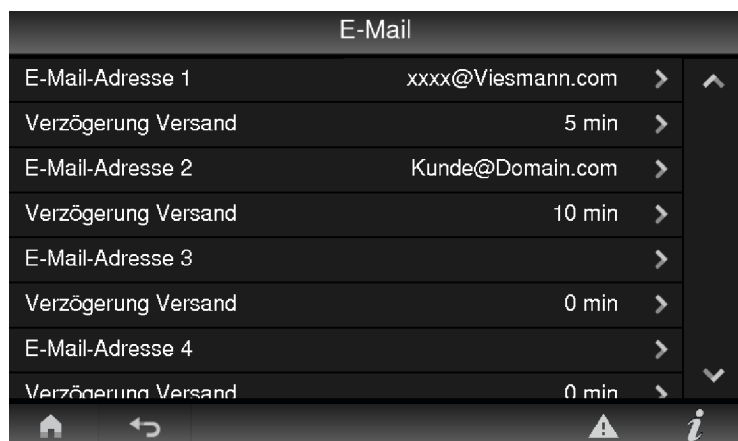 E-Mail
E-Mail-Adresse 1 xxxx@Viesmann.com
Verzögerung Versand 5 min
E-Mail-Adresse 2 Kunde@Domain.com
Verzögerung Versand 10 min
E-Mail-Adresse 3
Verzögerung Versand 0 min
E-Mail-Adresse 4
Verzögerung Versand 0 min